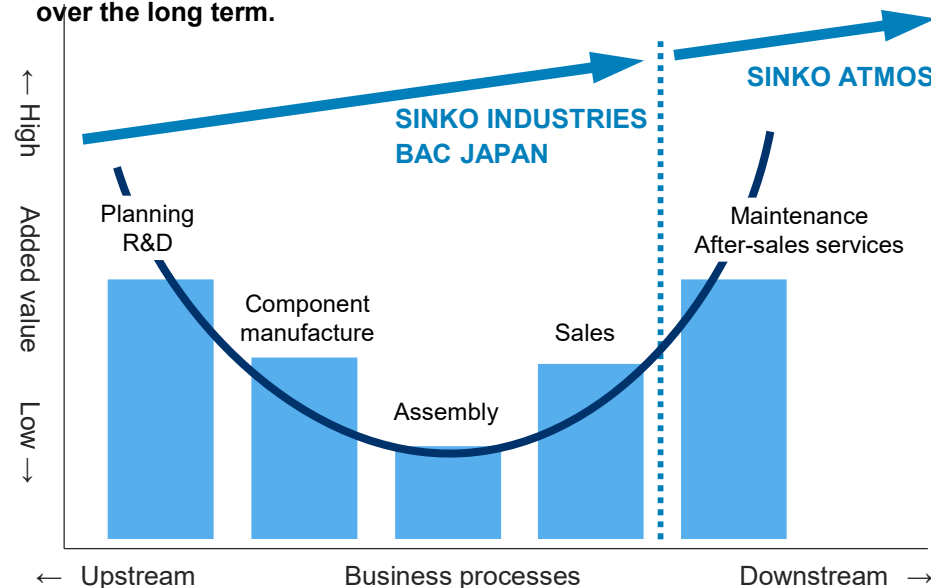 over the long term.
SINKO ATMOS
SINKO INDUSTRIES
BAC JAPAN
← High
Added value
Low →
Planning
R&D
Component
manufacture
Assembly
Sales
Maintenance
After-sales services
← Upstream
Business processes
Downstream →